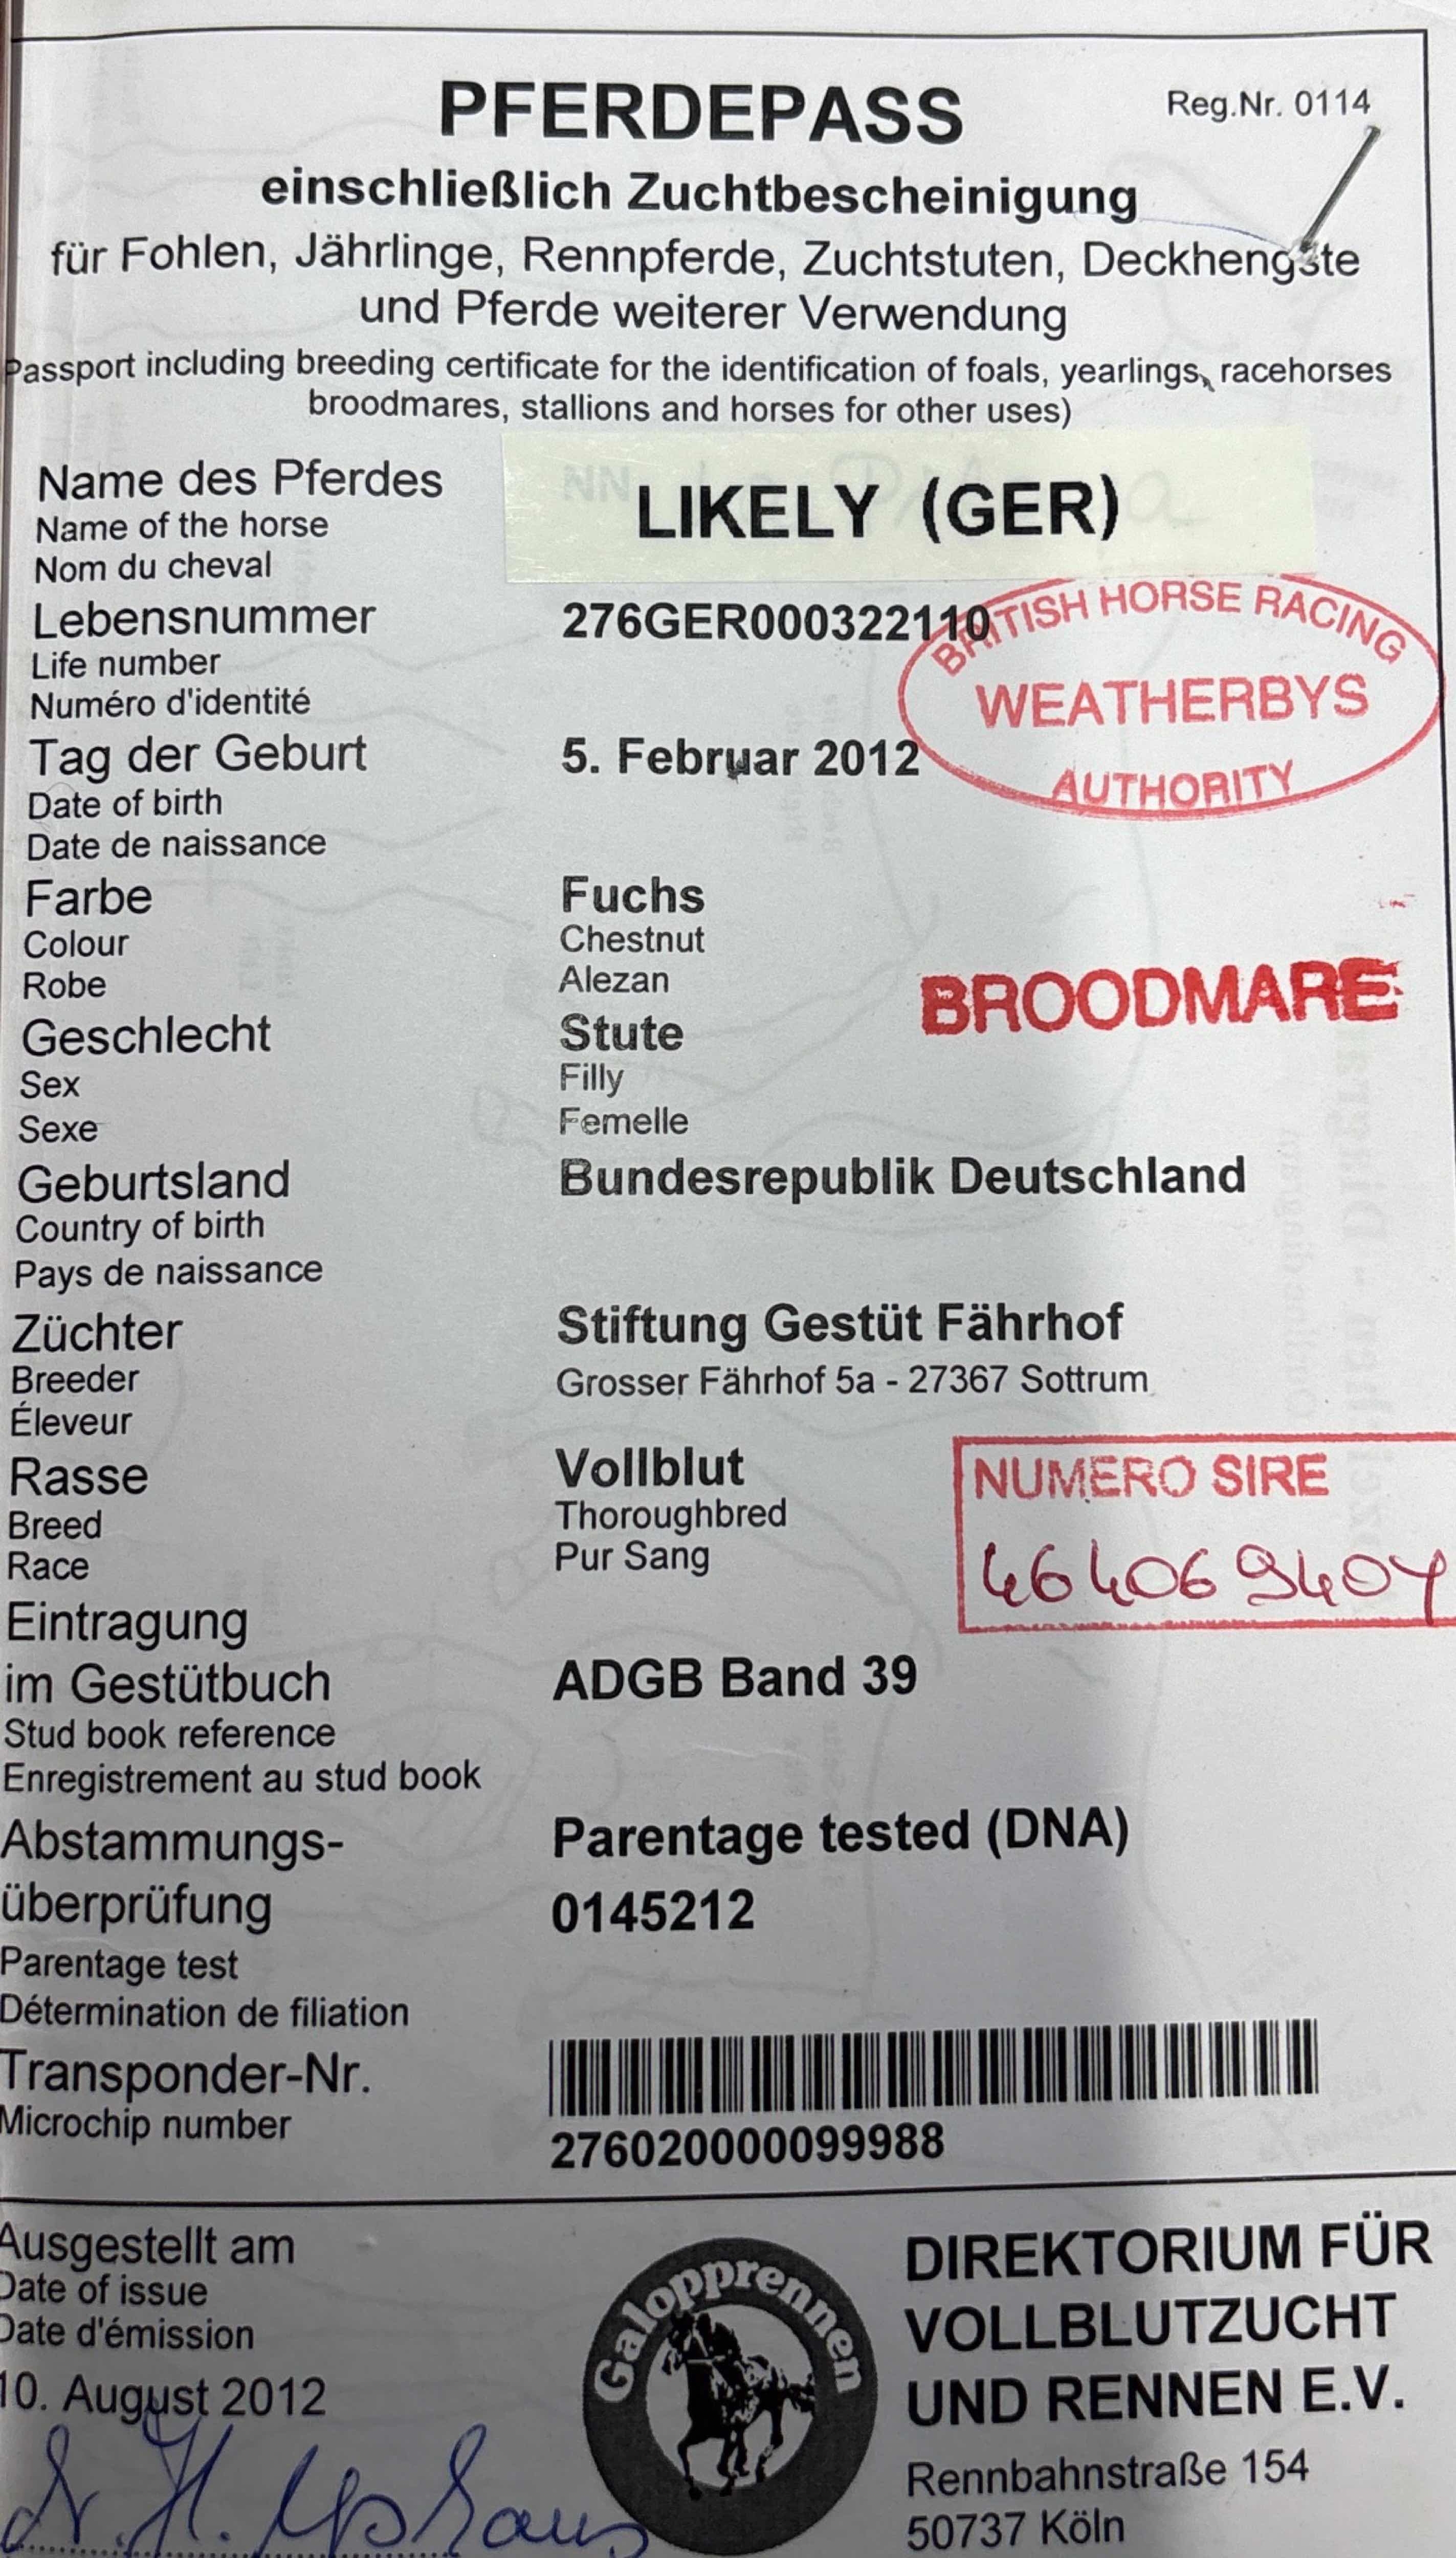 PFERDEPASS
Reg.Nr. 0114
einschließlich Zuchtbescheinigung
für Fohlen, Jährlinge, Rennpferde, Zuchtstuten, Deckhengste
und Pferde weiterer Verwendung
Passport including breeding certificate for the identification of foals, yearlings, racehorses
broodmares, stallions and horses for other uses)
Name des Pferdes
NN
LIKELY (GER)
Name of the horse
Nom du cheval
Lebensnummer
276GER000322110
Life number
Numéro d'identité
BRITISH HORSE RACING
WEATHERBYS
AUTHORITY
Tag der Geburt
5. Februar 2012
Date of birth
Date de naissance
Farbe
Fuchs
Colour
Chestnut
Robe
Alezan
BROODMARE
Geschlecht
Stute
Sex
Filly
Sexe
Femelle
Geburtsland
Bundesrepublik Deutschland
Country of birth
Pays de naissance
Züchter
Stiftung Gestüt Fährhof
Breeder
Grosser Fährhof 5a - 27367 Sottrum
Éleveur
Rasse
Vollblut
Breed
Thoroughbred
Race
Pur Sang
NUMERO SIRE
Eintragung
im Gestütbuch
ADGB Band 39
Stud book reference
Enregistrement au stud book
Abstammungs-
Parentage tested (DNA)
überprüfung
0145212
Parentage test
Détermination de filiation
Transponder-Nr.
Microchip number
276020000099988
Ausgestellt am
Date of issue
Date d'émission
10. August 2012
Galopprennen
DIREKTORIUM FÜR
VOLLBLUTZUCHT
UND RENNEN E.V.
Rennbahnstraße 154
50737 Köln